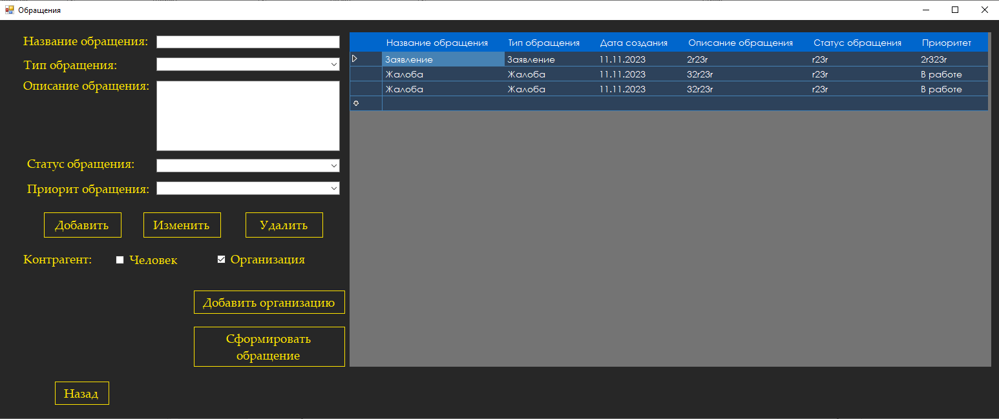 Обращения
Название обращения:
Тип обращения:
Описание обращения:
Статус обращения:
Приорит обращения:
Добавить Изменить Удалить
Контрагент: Человек Организация
Добавить организацию
Сформировать
обращение
Назад
Название обращения Тип обращения Дата создания Описание обращения Статус обращения Приоритет
Заявление Заявление 11.11.2023 2r23r r23r 2r323r
Жалоба Жалоба 11.11.2023 32r23r r23r В работе
Жалоба Жалоба 11.11.2023 32r23r r23r В работе